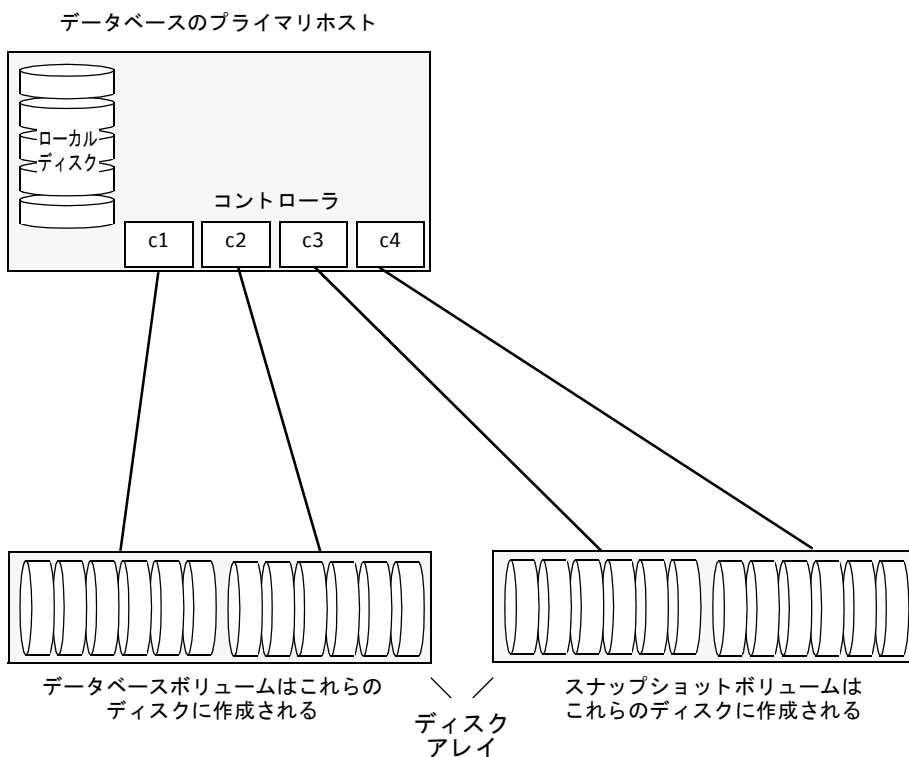 データベースのプライマリホスト
ローカル
ディスク
コントローラ
c1
c2
c3
c4
データベースボリュームはこれらの
ディスクに作成される
スナップショットボリュームは
これらのディスクに作成される
ディスク
アレイ